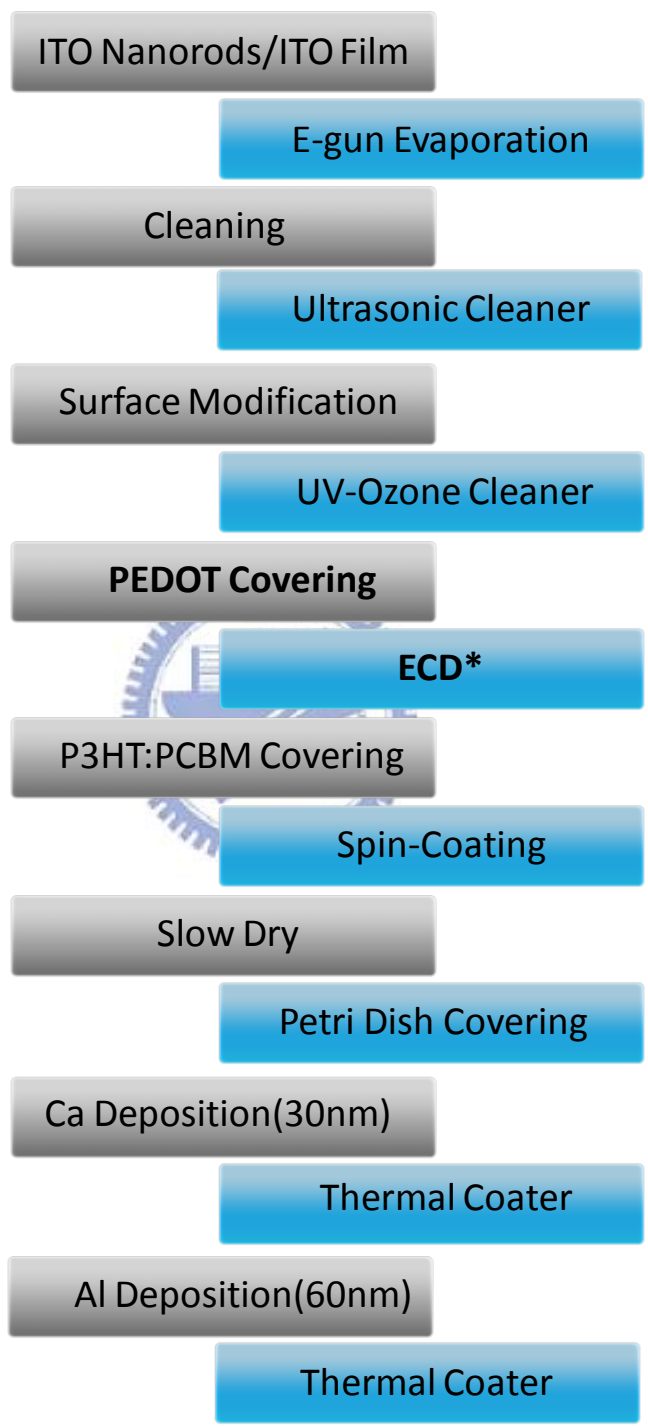 ITO Nanorods/ITO Film
E-gun Evaporation
Cleaning
Ultrasonic Cleaner
Surface Modification
UV-Ozone Cleaner
PEDOT Covering
ECD*
P3HT:PCBM Covering
Spin-Coating
Slow Dry
Petri Dish Covering
Ca Deposition(30nm)
Thermal Coater
Al Deposition(60nm)
Thermal Coater